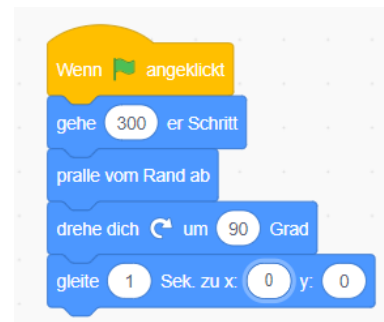 Wenn angeklickt
gehe 300 er Schritt
pralle vom Rand ab
drehe dich um 90 Grad
gleite 1 Sek. zu x: 0 y: 0